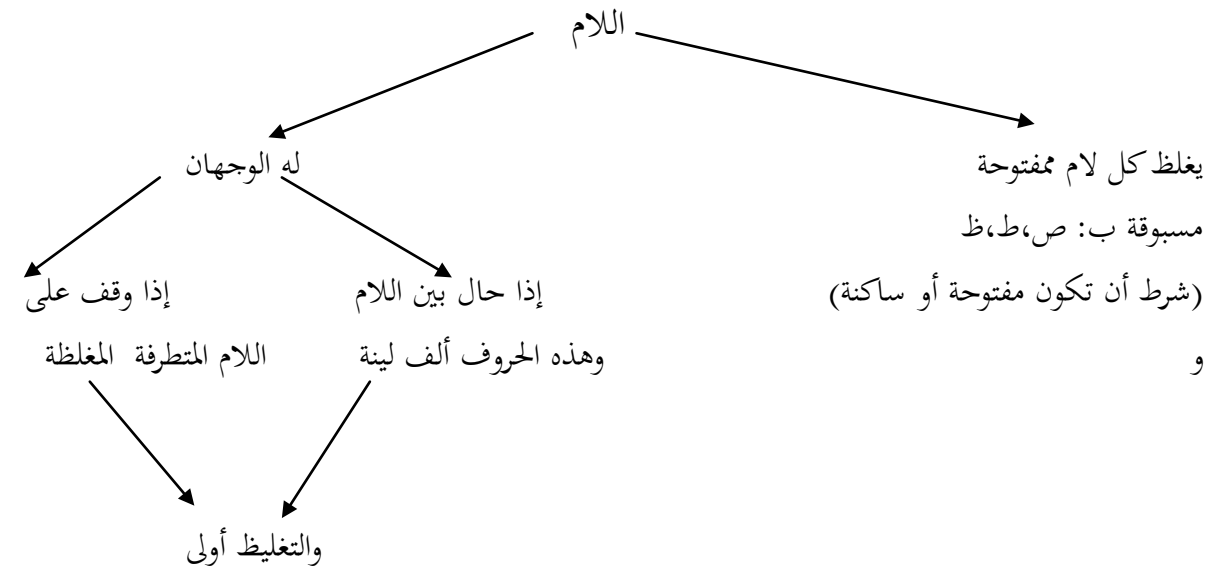 اللام
يغلظ كل لام ممفتوحة
مسبوقة ب: ص،ط،ظ
(شرط أن تكون مفتوحة أو ساكنة)
و
له الوجهان
إذا حال بين اللام
وهذه الحروف ألف لينة
إذا وقف على
اللام المتطرفة المغلظة
والتغليظ أولى